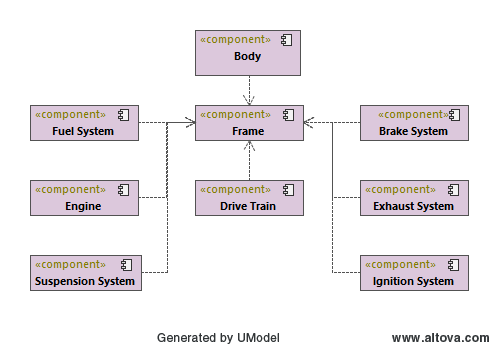 «component»
Body
«component»
Fuel System
«component»
Frame
«component»
Brake System
«component»
Engine
«component»
Drive Train
«component»
Exhaust System
«component»
Suspension System
«component»
Ignition System
Generated by UModel
www.altova.com